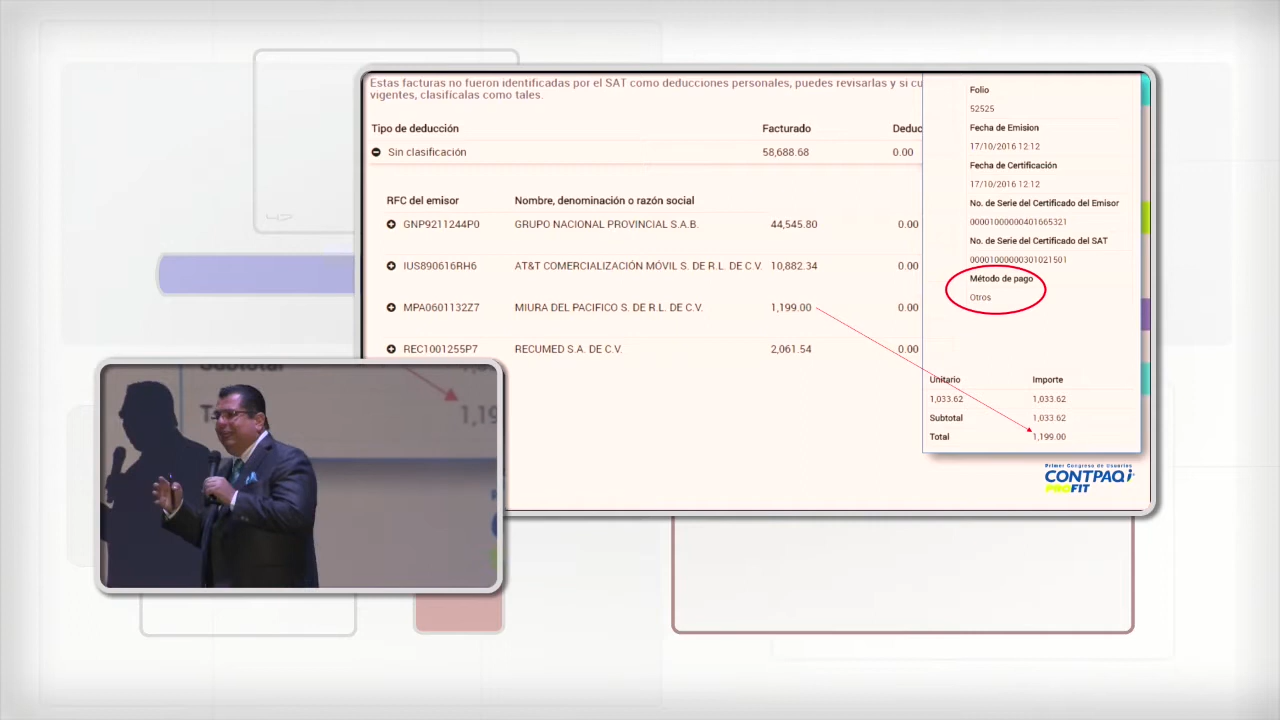 Estas facturas no fueron identificadas por el SAT como deducciones personales, puedes revisarlas y si cu
vigentes, clasifícalas como tales.
Tipo de deducción Facturado Deduc
Sin clasificación 58,688.68 0.00
RFC del emisor Nombre, denominación o razón social
GNP9211244P0 GRUPO NACIONAL PROVINCIAL S.A.B. 44,545.80 0.00
IUS890616RH6 AT&T COMERCIALIZACIÓN MÓVIL S. DE R.L. DE C.V. 10,882.34 0.00
MPA0601132Z7 MIURA DEL PACIFICO S. DE R.L. DE C.V. 1,199.00 0.00
REC1001255P7 RECUMED S.A. DE C.V. 2,061.54 0.00
Folio
52525
Fecha de Emision
17/10/2016 12:12
Fecha de Certificación
17/10/2016 12:12
No. de Serie del Certificado del Emisor
00001000000401665321
No. de Serie del Certificado del SAT
00001000000301021501
Método de pago
Otros
Unitario Importe
1,033.62 1,033.62
Subtotal 1,033.62
Total 1,199.00
Primer Congreso de Usuarios
CONTPAQi
PROFIT